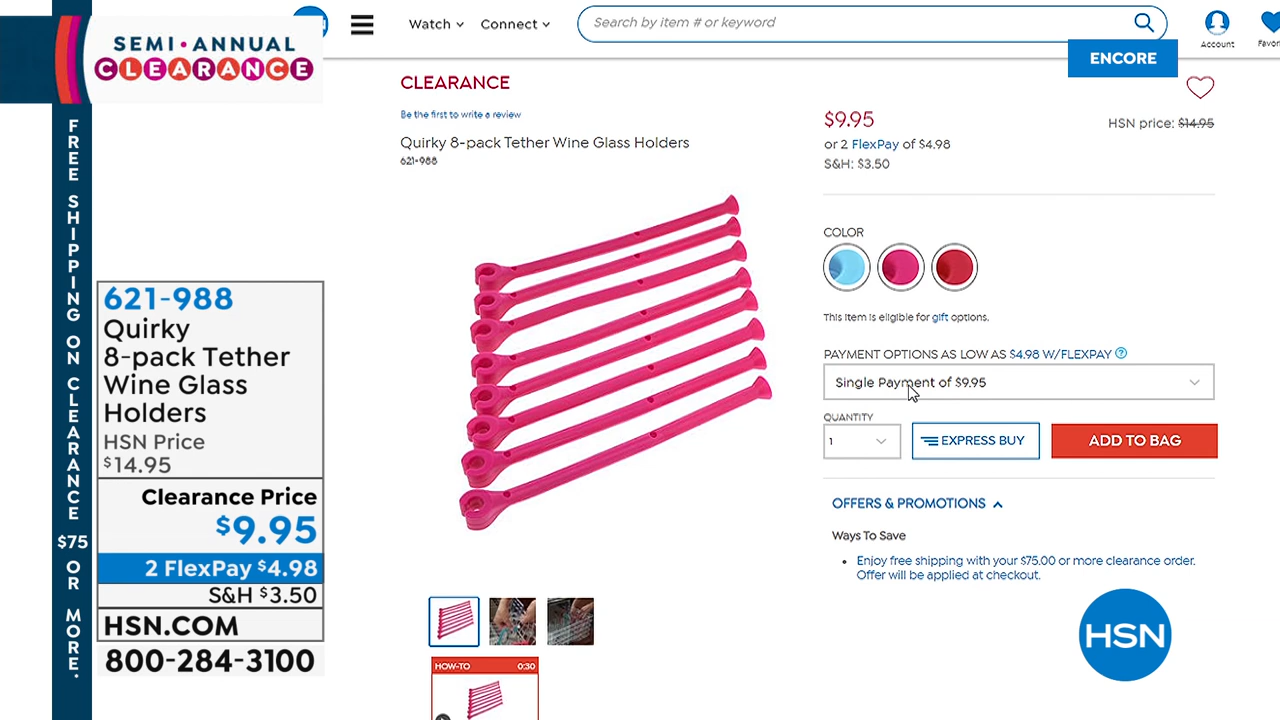 SEMI•ANNUAL
CLEARANCE
FREE SHIPPING ON CLEARANCE $75 OR MORE.
621-988
Quirky
8-pack Tether
Wine Glass
Holders
HSN Price
$14.95
Clearance Price
$9.95
2 FlexPay $4.98
S&H $3.50
HSN.COM
800-284-3100
Watch
Connect
Search by item # or keyword
Account
ENCORE
CLEARANCE
Be the first to write a review
Quirky 8-pack Tether Wine Glass Holders
621-988
$9.95
HSN price: $14.95
or 2 FlexPay of $4.98
S&H: $3.50
COLOR
This item is eligible for gift options.
PAYMENT OPTIONS AS LOW AS $4.98 W/FLEXPAY ?
Single Payment of $9.95
QUANTITY
1
EXPRESS BUY
ADD TO BAG
OFFERS & PROMOTIONS
Ways To Save
• Enjoy free shipping with your $75.00 or more clearance order.
Offer will be applied at checkout.
HOW-TO 0:30
HSN